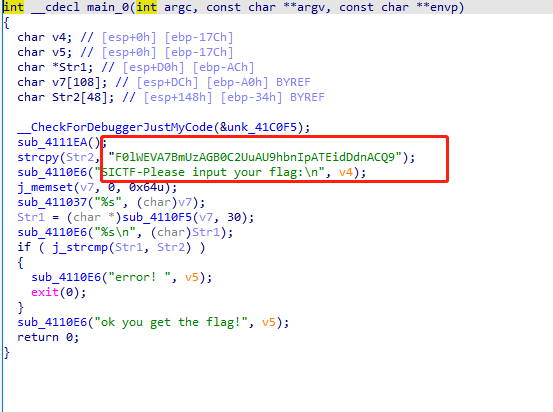 int __cdecl main_0(int argc, const char **argv, const char **envp)
{
char v4; // [esp+0h] [ebp-17Ch]
char v5; // [esp+0h] [ebp-17Ch]
char *Str1; // [esp+D0h] [ebp-ACh]
char v7[108]; // [esp+DCh] [ebp-A0h] BYREF
char Str2[48]; // [esp+148h] [ebp-34h] BYREF
__CheckForDebuggerJustMyCode(&unk_41C0F5);
sub_4111EA();
strcpy(Str2, "F0lWEVA7BmUzAGB0C2UuAU9hbnIpATEidDdnACQ9");
sub_4110E6("SICTF-Please input your flag:\n", v4);
j_memset(v7, 0, 0x64u);
sub_411037("%s", (char)v7);
Str1 = (char *)sub_4110F5(v7, 30);
sub_4110E6("%s\n", (char)Str1);
if ( j_strcmp(Str1, Str2) )
{
sub_4110E6("error! ", v5);
exit(0);
}
sub_4110E6("ok you get the flag!", v5);
return 0;
}